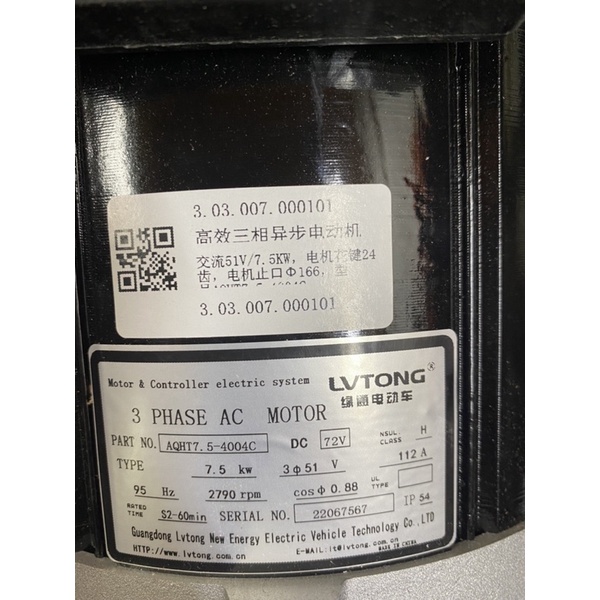 3.03.007.000101
高效三相异步电动机
交流51V/7.5KW，电机花键24
齿，电机止口Φ166，型
3.03.007.000101
Motor & Controller electric system LVTONG®
绿通电动车
3 PHASE AC MOTOR
PART NO. AQHT7.5-4004C DC 72V INSUL. CLASS H
TYPE 7.5 kw 3φ51 V 112 A
95 Hz 2790 rpm cosΦ 0.88 UL TYPE
RATED TIME S2-60min SERIAL NO. 22067567 IP 54
Guangdong Lvtong New Energy Electric Vehicle Technology Co.,LTD
HTTP://www.lvtong.com.cn E-MAIL:lt@lvtong.com.cn MADE IN CHINA